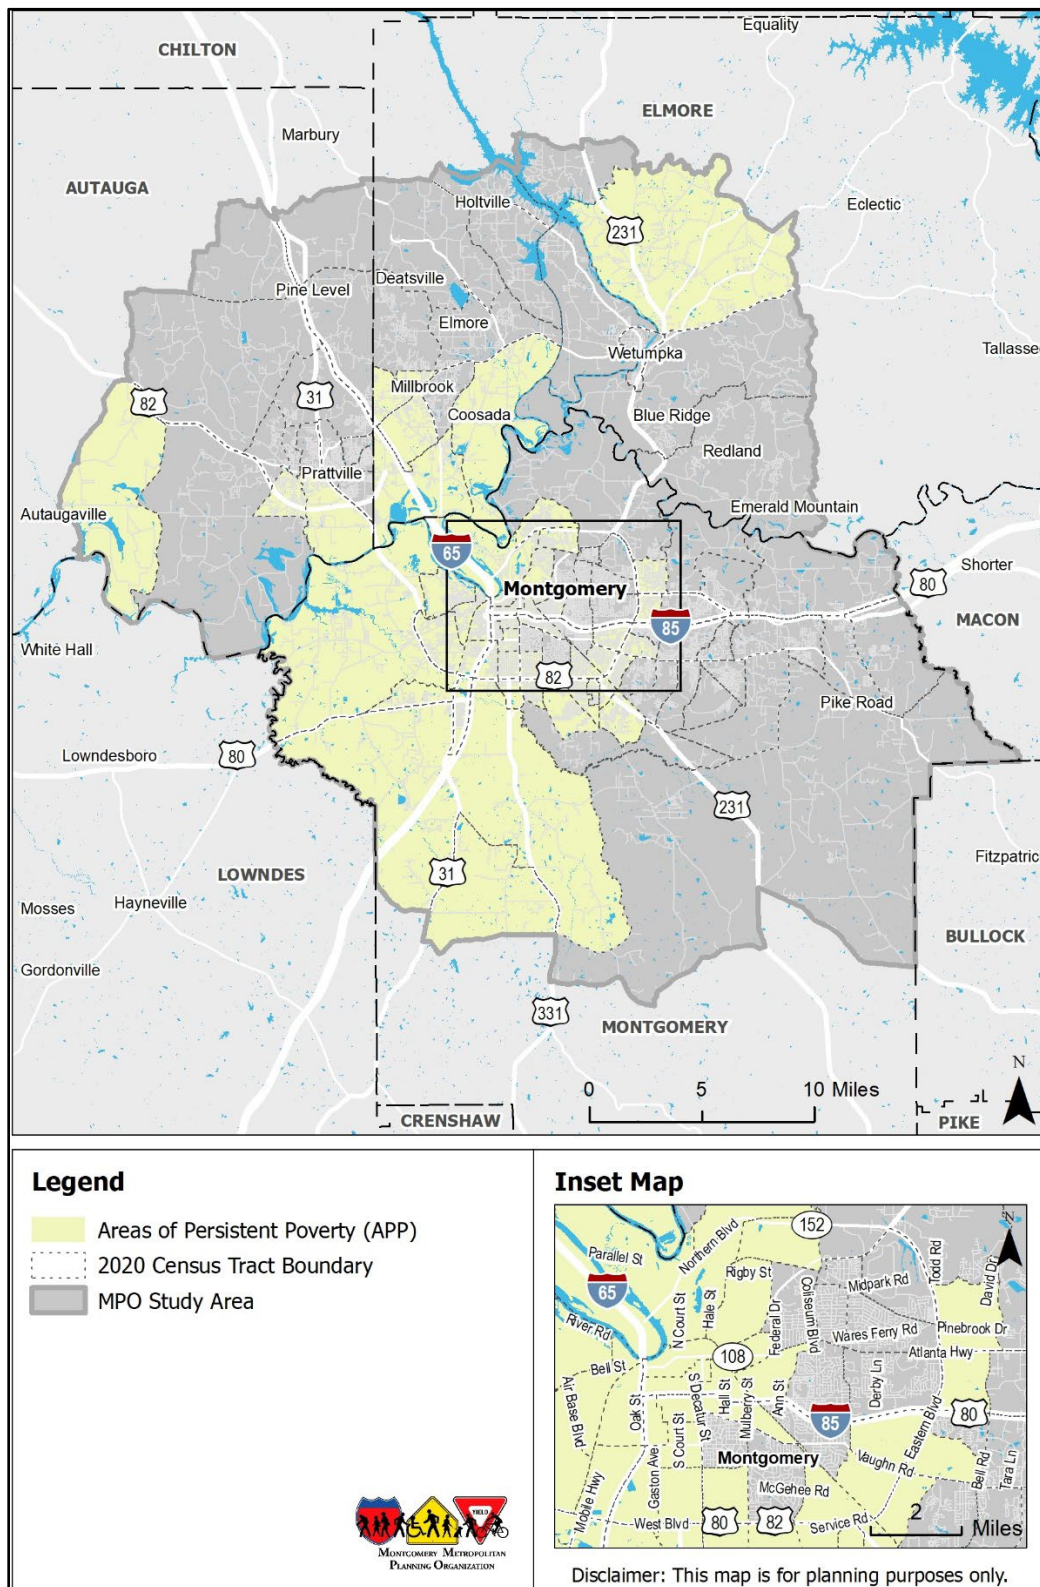 Equality
CHILTON
ELMORE
Marbury
AUTAUGA
Holtville
Eclectic
231
Deatsville
Pine Level
Elmore
Tallassee
Wetumpka
Millbrook
82
31
Coosada
Blue Ridge
Redland
Prattville
Emerald Mountain
Autaugaville
65
Shorter
80
Montgomery
MACON
85
White Hall
82
Pike Road
Lowndesboro
80
231
Fitzpatric
LOWNDES
31
Hayneville
Mosses
BULLOCK
Gordonville
331
MONTGOMERY
N
0 5 10 Miles
CRENSHAW
PIKE
Legend
Areas of Persistent Poverty (APP)
2020 Census Tract Boundary
MPO Study Area
YIELD
MONTGOMERY METROPOLITAN
PLANNING ORGANIZATION
Inset Map
N
152
Northern Blvd
Parallel St
Todd Rd
Rigby St
Midpark Rd
David Dr
65
Hale St
Coliseum Blvd
River Rd
N Court St
Federal Dr
Wares Ferry Rd
Pinebrook Dr
Atlanta Hwy
108
Bell St
Derby Ln
Air Base Blvd
Oak St
S Decatur St
Hall St
Mulberry St
Ann St
85
80
Eastern Blvd
S Court St
Montgomery
Vaughn Rd
Gaston Ave
Bell Rd
Tara Ln
Mobile Hwy
McGehee Rd
West Blvd
80
82
Service Rd
2
Miles
Disclaimer: This map is for planning purposes only.